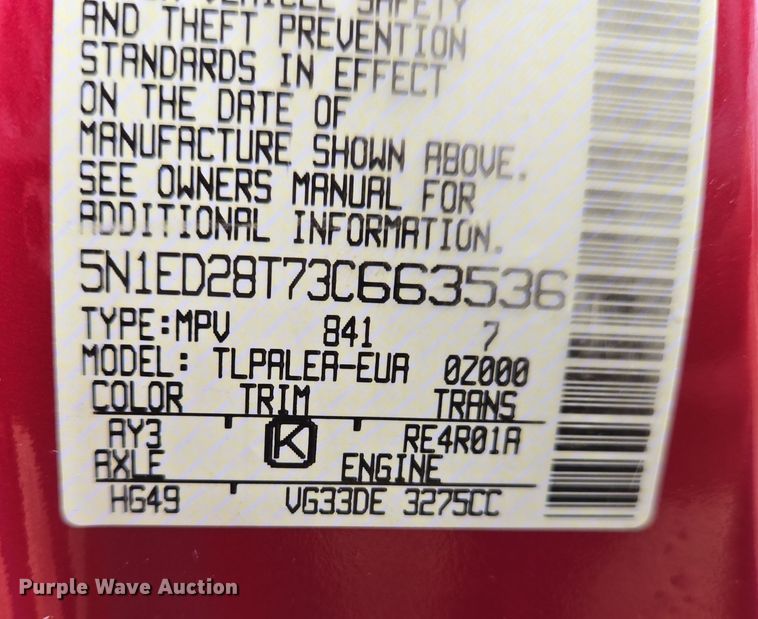 VEHICLE SAFETY
AND THEFT PREVENTION
STANDARDS IN EFFECT
ON THE DATE OF
MANUFACTURE SHOWN ABOVE.
SEE OWNERS MANUAL FOR
ADDITIONAL INFORMATION.
5N1ED28T73C663536
TYPE:MPV 841 7
MODEL: TLPALEA-EUA 0Z000
COLOR TRIM TRANS
AY3 K RE4R01A
AXLE ENGINE
HG49 VG33DE 3275CC
Purple Wave Auction